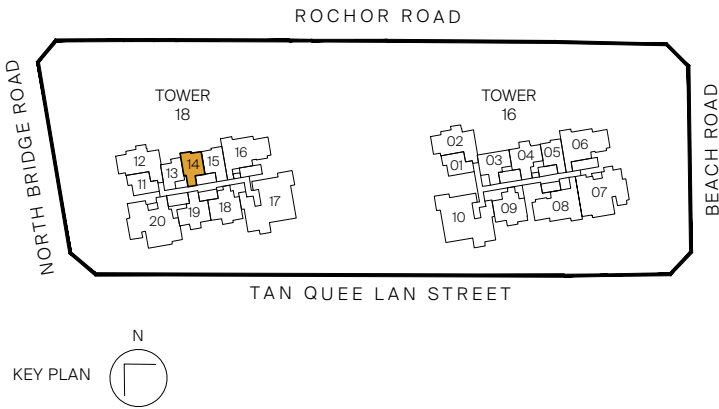 ROCHOR ROAD
NORTH BRIDGE ROAD
BEACH ROAD
TOWER
18
TOWER
16
12
11
13
14
15
16
20
19
18
17
02
01
03
04
05
06
10
09
08
07
TAN QUEE LAN STREET
N
KEY PLAN